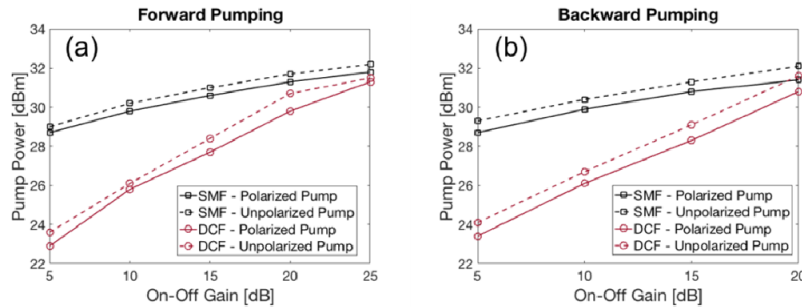 Forward Pumping
(a)
Pump Power [dBm]
34
32
30
28
26
24
22
SMF - Polarized Pump
SMF - Unpolarized Pump
DCF - Polarized Pump
DCF - Unpolarized Pump
5 10 15 20 25
On-Off Gain [dB]
Backward Pumping
(b)
Pump Power [dBm]
34
32
30
28
26
24
22
SMF - Polarized Pump
SMF - Unpolarized Pump
DCF - Polarized Pump
DCF - Unpolarized Pump
5 10 15 20
On-Off Gain [dB]